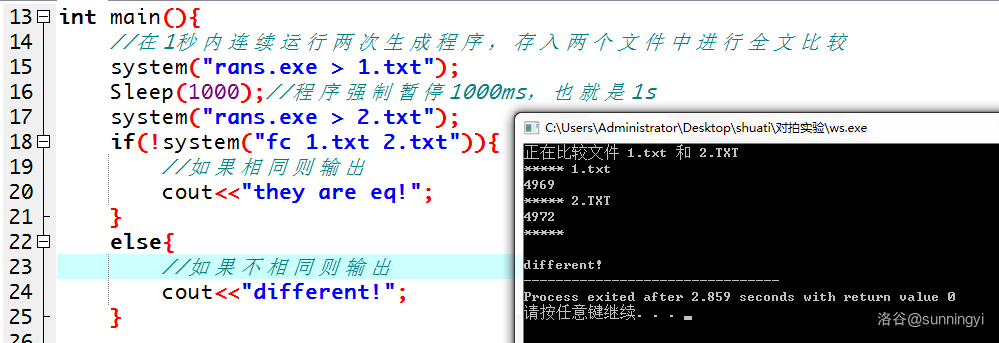 13 int main(){
14 //在1秒内连续运行两次生成程序，存入两个文件中进行全文比较
15 system("rans.exe > 1.txt");
16 Sleep(1000);//程序强制暂停1000ms，也就是1s
17 system("rans.exe > 2.txt");
18 if(!system("fc 1.txt 2.txt")){
19 //如果相同则输出
20 cout<<"they are eq!";
21 }
22 else{
23 //如果不相同则输出
24 cout<<"different!";
25 }
26
C:\Users\Administrator\Desktop\shuati\对拍实验\ws.exe
正在比较文件 1.txt 和 2.TXT
***** 1.txt
4969
***** 2.TXT
4972
*****
different!
--------------------------------
Process exited after 2.859 seconds with return value 0
请按任意键继续. . .
洛谷@sunningyi